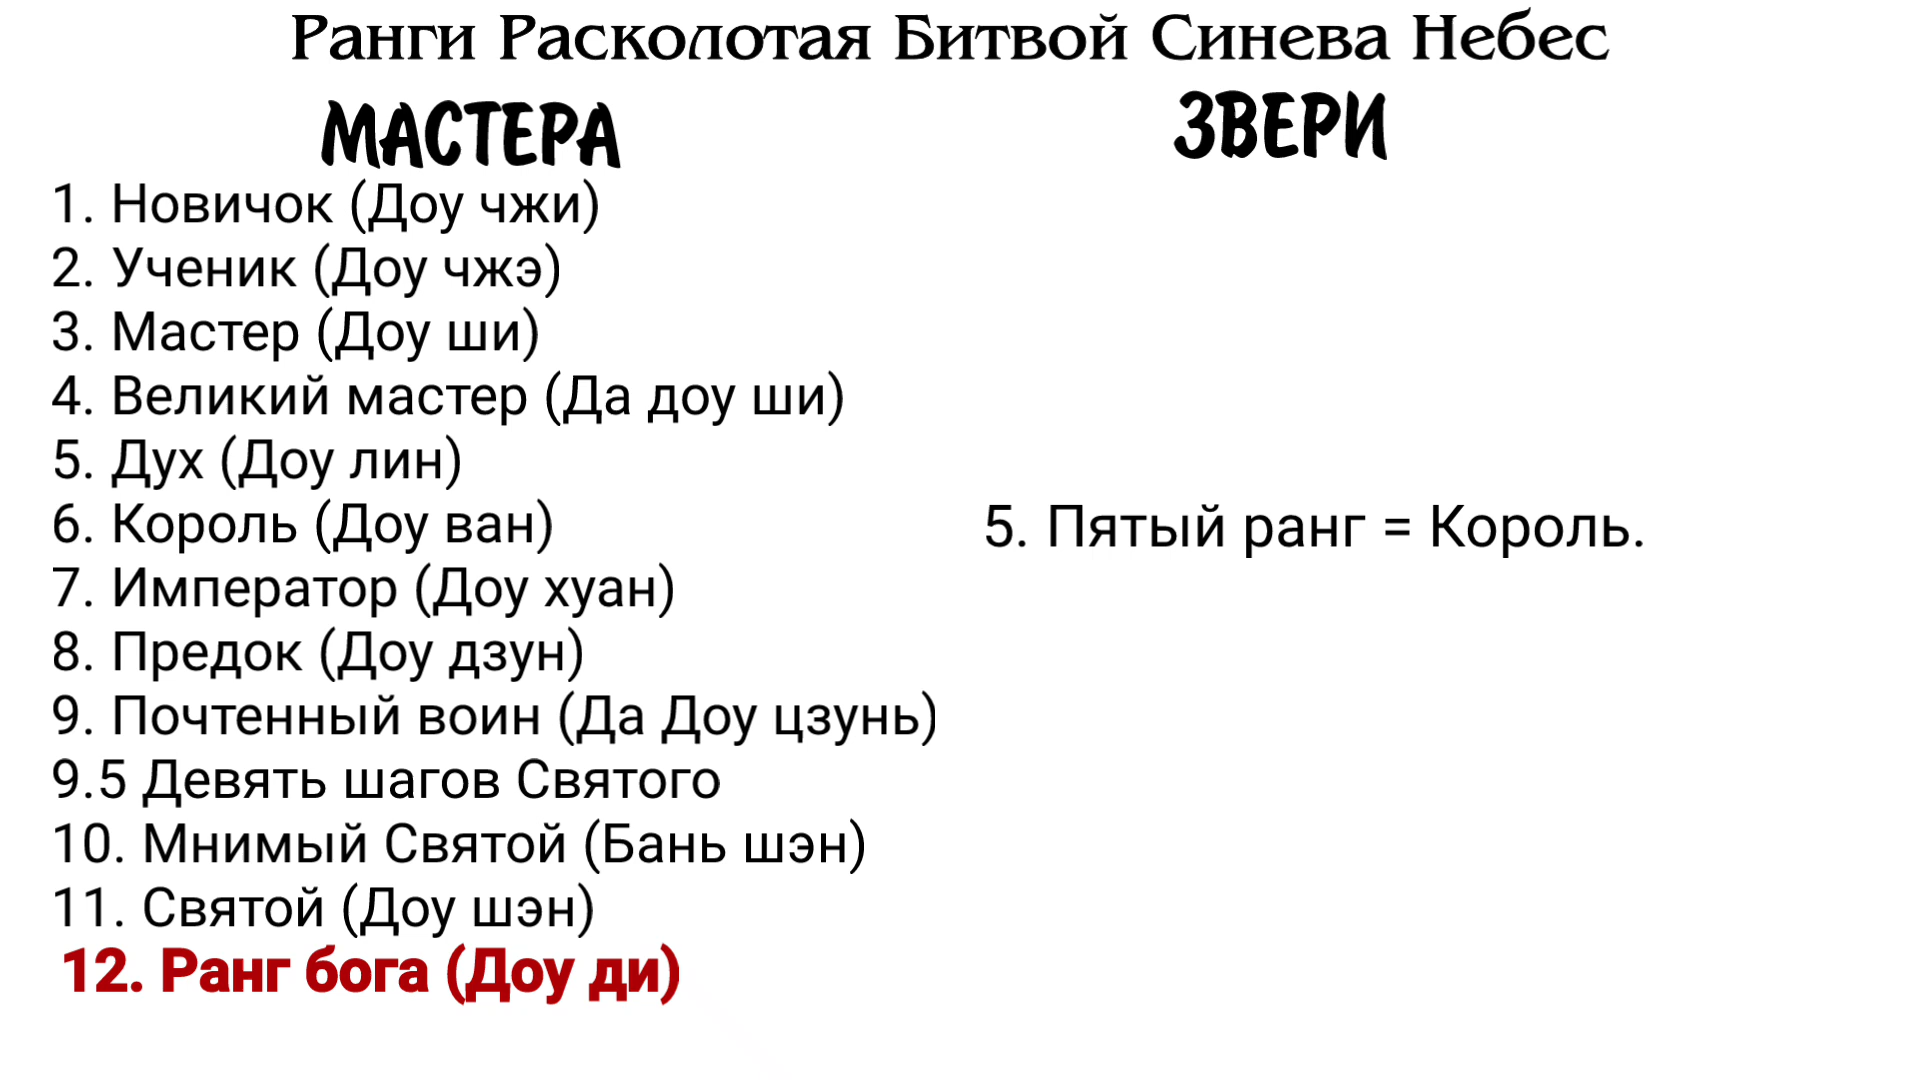 Ранги Расколотая Битвой Синева Небес
МАСТЕРА
ЗВЕРИ
1. Новичок (Доу чжи)
2. Ученик (Доу чжэ)
3. Мастер (Доу ши)
4. Великий мастер (Да доу ши)
5. Дух (Доу лин)
6. Король (Доу ван)
5. Пятый ранг = Король.
7. Император (Доу хуан)
8. Предок (Доу дзун)
9. Почтенный воин (Да Доу цзунь)
9.5 Девять шагов Святого
10. Мнимый Святой (Бань шэн)
11. Святой (Доу шэн)
12. Ранг бога (Доу ди)